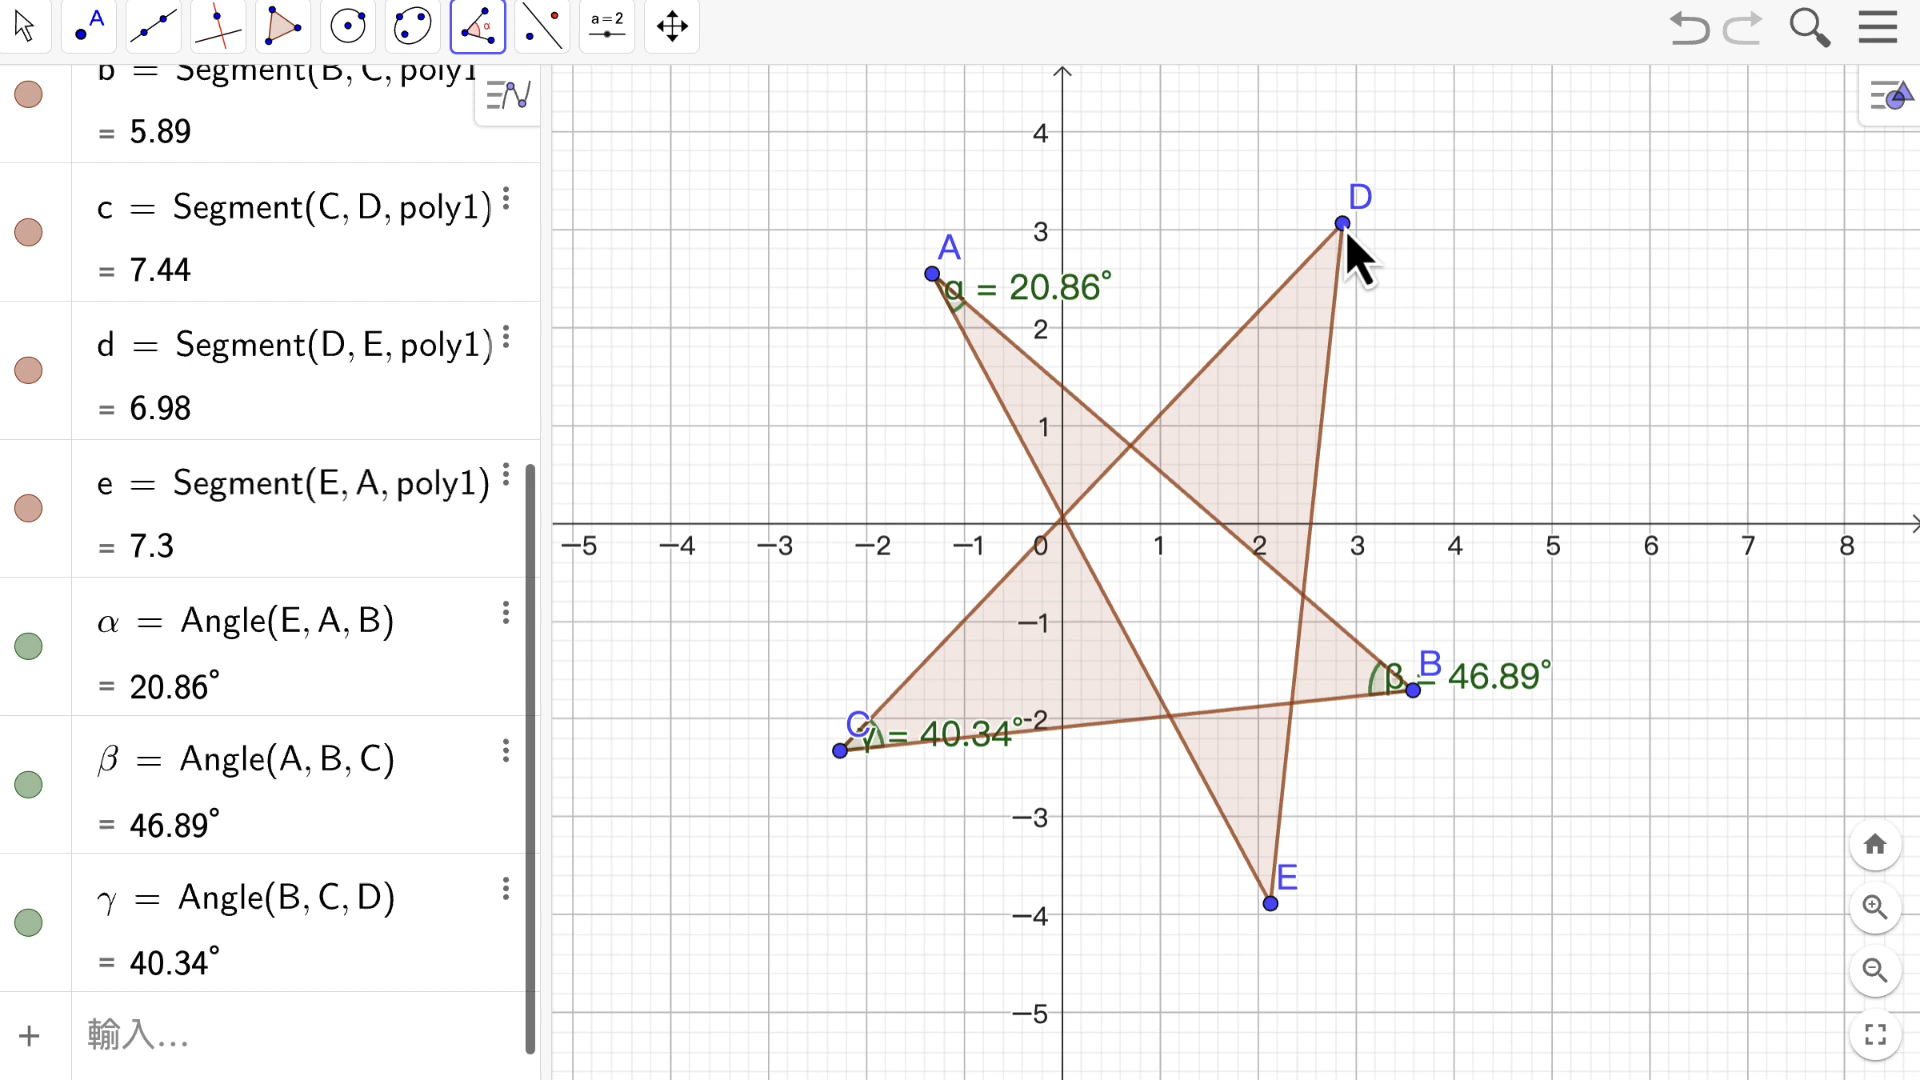 A
α
a = 2
b = Segment(B, C, poly1
= 5.89
c = Segment(C, D, poly1)
= 7.44
d = Segment(D, E, poly1)
= 6.98
e = Segment(E, A, poly1)
= 7.3
α = Angle(E, A, B)
= 20.86°
β = Angle(A, B, C)
= 46.89°
γ = Angle(B, C, D)
= 40.34°
+ 輸入…
4
D
3
A
α = 20.86°
2
1
−5 −4 −3 −2 −1 0 1 2 3 4 5 6 7 8
−1
B
β = 46.89°
C
γ = 40.34°
−2
−3
E
−4
−5